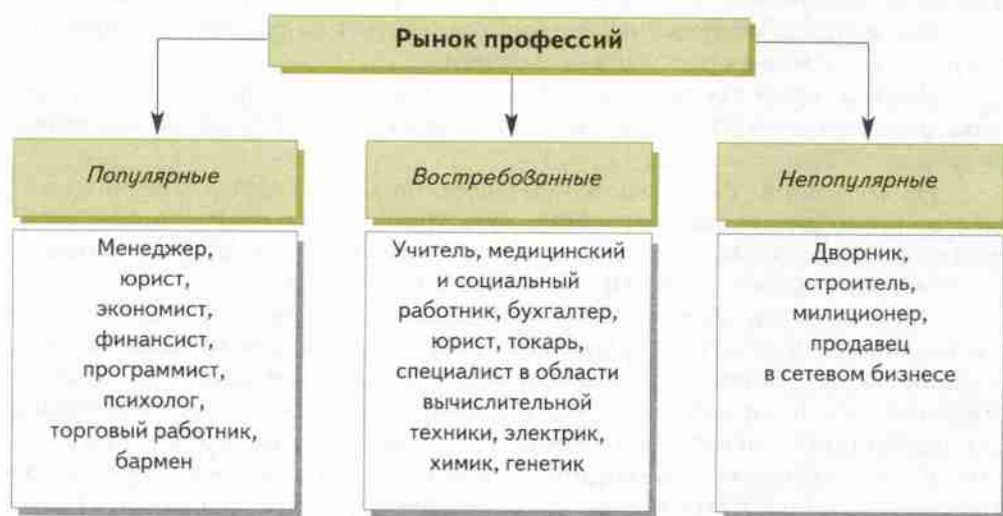 Рынок профессий
Популярные
Менеджер,
юрист,
экономист,
финансист,
программист,
психолог,
торговый работник,
бармен
Востребованные
Учитель, медицинский
и социальный
работник, бухгалтер,
юрист, токарь,
специалист в области
вычислительной
техники, электрик,
химик, генетик
Непопулярные
Дворник,
строитель,
милиционер,
продавец
в сетевом бизнесе